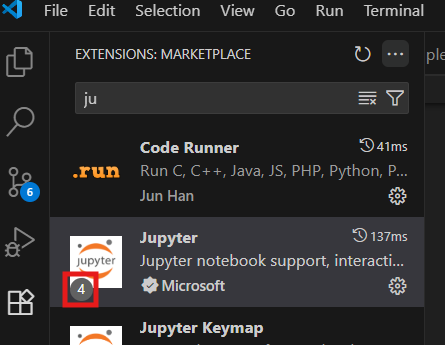 File Edit Selection View Go Run Terminal
EXTENSIONS: MARKETPLACE
ple
ju
.run
Code Runner
41ms
Run C, C++, Java, JS, PHP, Python, P...
Jun Han
6
jupyter
4
Jupyter
137ms
Jupyter notebook support, interacti...
Microsoft
Jupyter Keymap